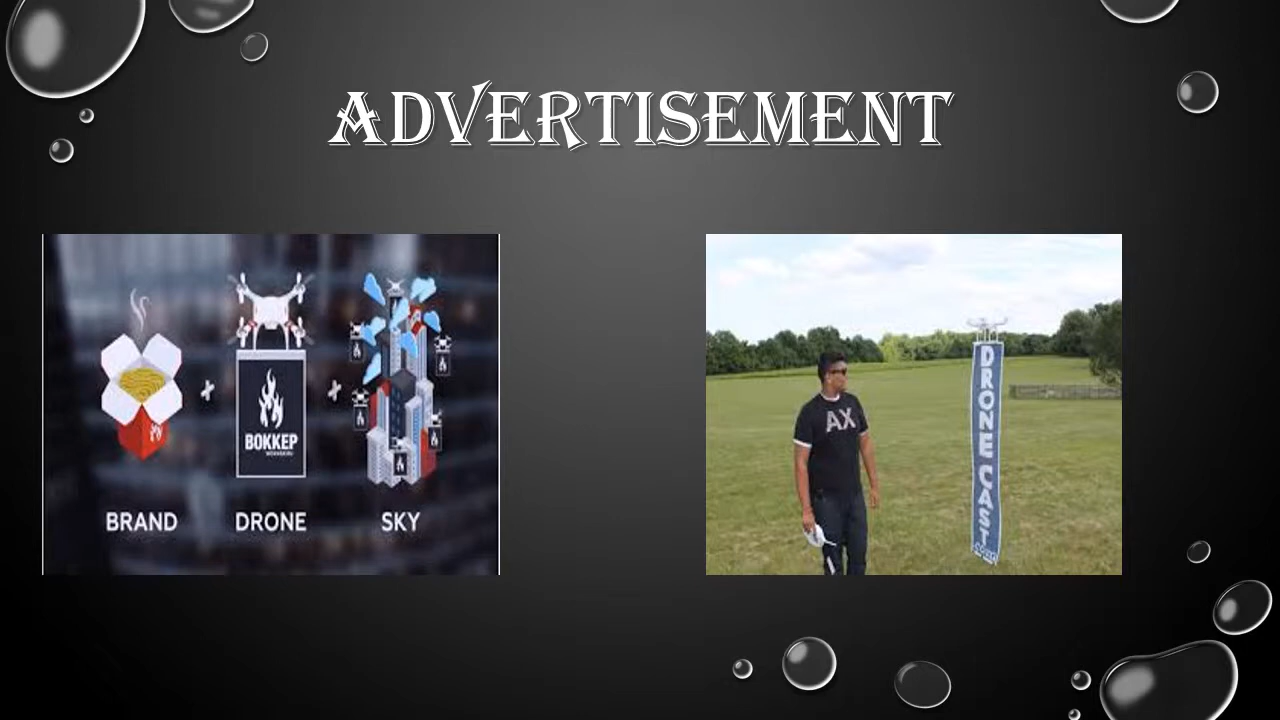 ADVERTISEMENT
BOKKEP
BRAND
DRONE
SKY
AX
DRONE CAST